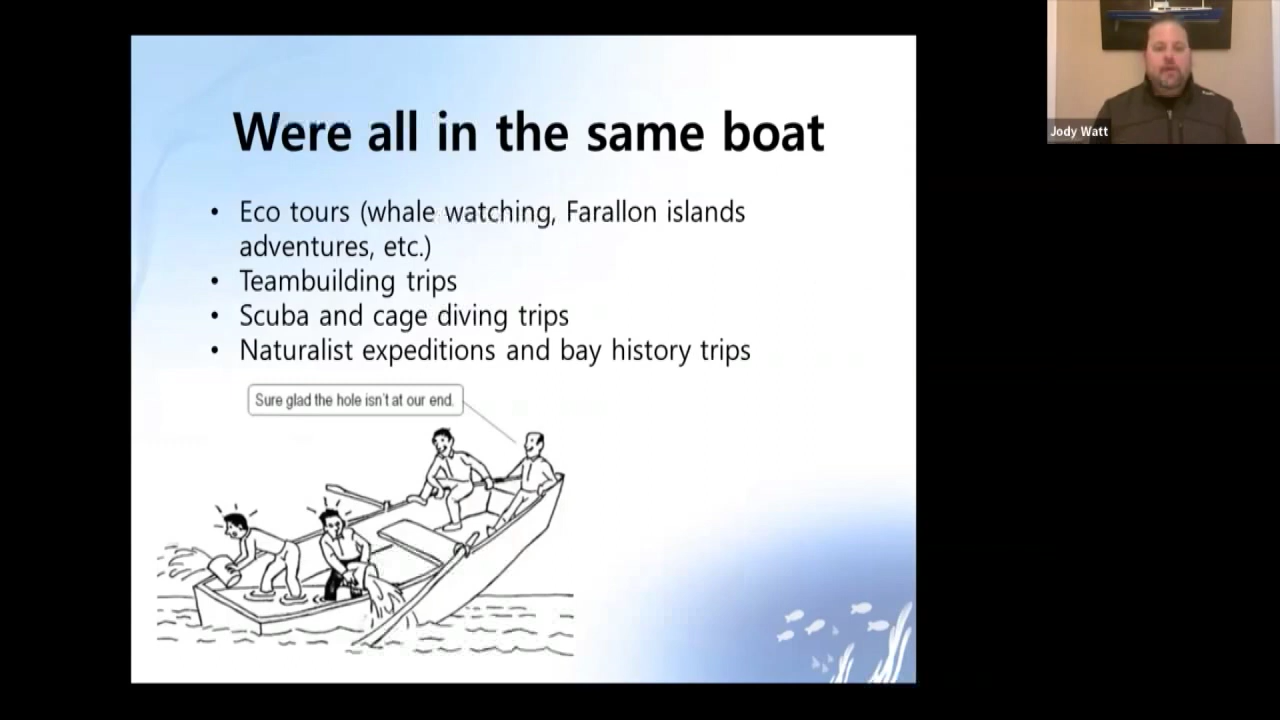 Were all in the same boat
• Eco tours (whale watching, Farallon islands
adventures, etc.)
• Teambuilding trips
• Scuba and cage diving trips
• Naturalist expeditions and bay history trips
Sure glad the hole isn't at our end.
Jody Watt